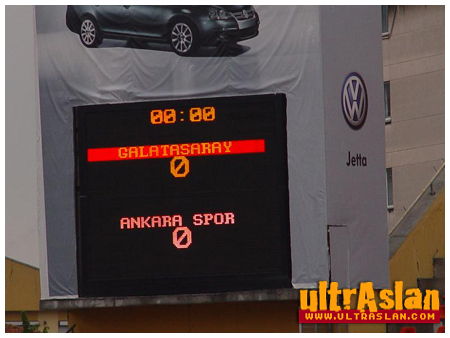 00:00
GALATASARAY
0
ANKARA SPOR
0
Jetta
ultrAslan
WWW.ULTRASLAN.COM